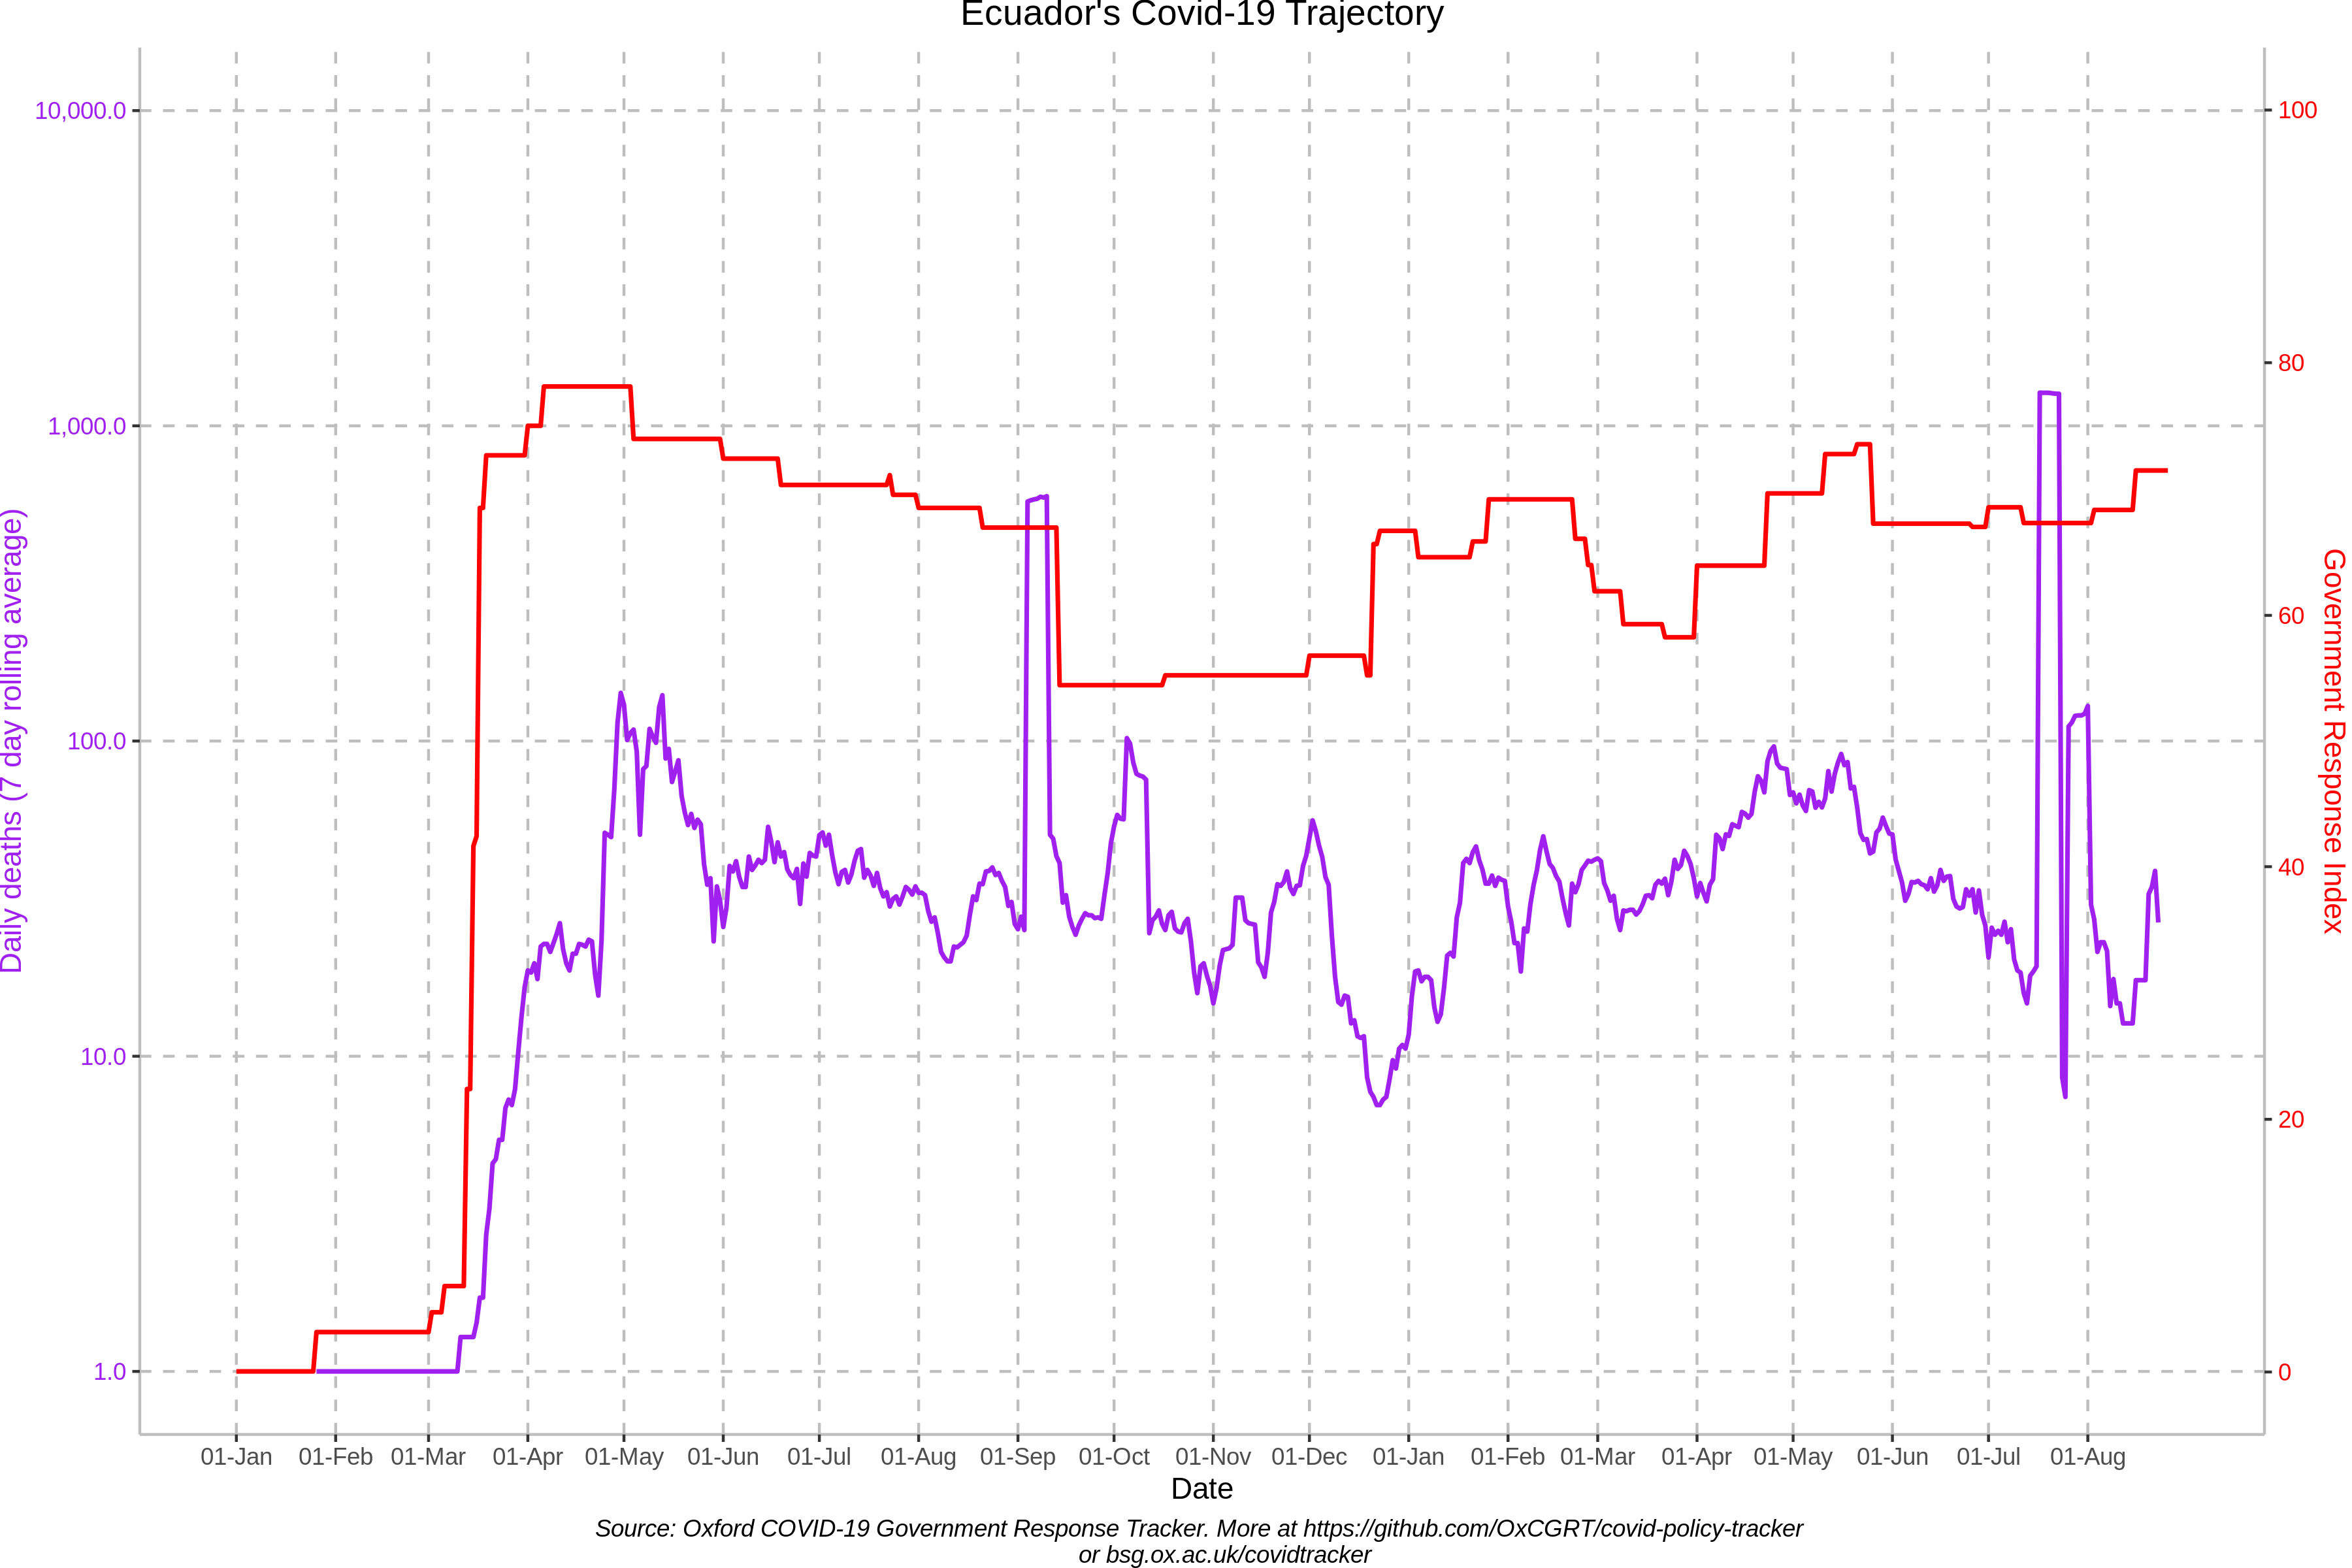 Ecuador's Covid-19 Trajectory
10,000.0
1,000.0
100.0
10.0
1.0
Daily deaths (7 day rolling average)
100
80
60
40
20
0
Government Response Index
01-Jan 01-Feb 01-Mar 01-Apr 01-May 01-Jun 01-Jul 01-Aug 01-Sep 01-Oct 01-Nov 01-Dec 01-Jan 01-Feb 01-Mar 01-Apr 01-May 01-Jun 01-Jul 01-Aug
Date
Source: Oxford COVID-19 Government Response Tracker. More at https://github.com/OxCGRT/covid-policy-tracker
or bsg.ox.ac.uk/covidtracker